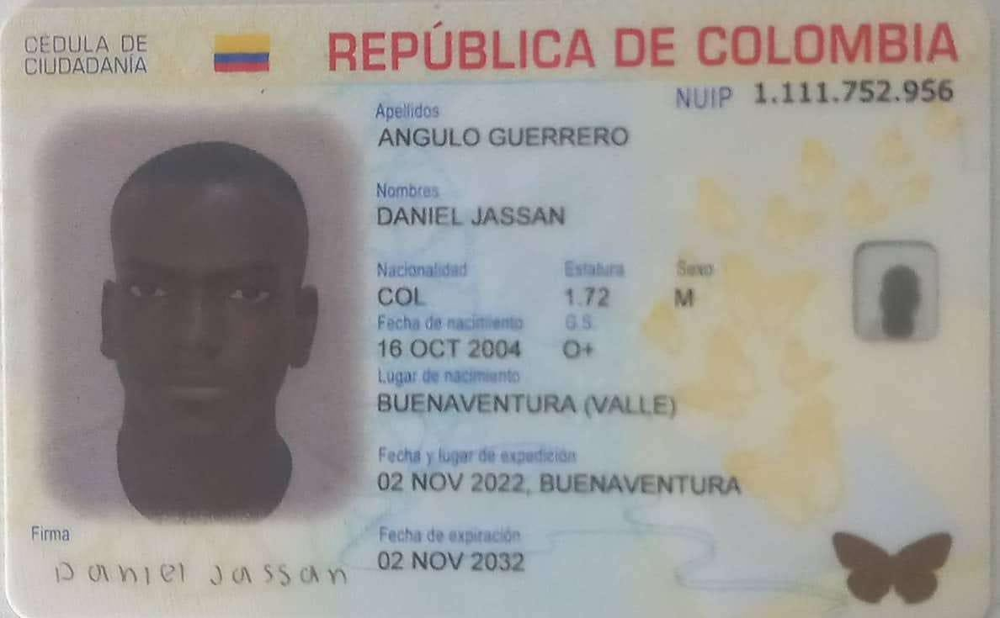 CÉDULA DE
CIUDADANÍA
REPÚBLICA DE COLOMBIA
NUIP 1.111.752.956
Apellidos
ANGULO GUERRERO
Nombres
DANIEL JASSAN
Nacionalidad Estatura Sexo
COL 1.72 M
Fecha de nacimiento G.S.
16 OCT 2004 O+
Lugar de nacimiento
BUENAVENTURA (VALLE)
Fecha y lugar de expedición
02 NOV 2022, BUENAVENTURA
Firma
Daniel Jassan
Fecha de expiración
02 NOV 2032